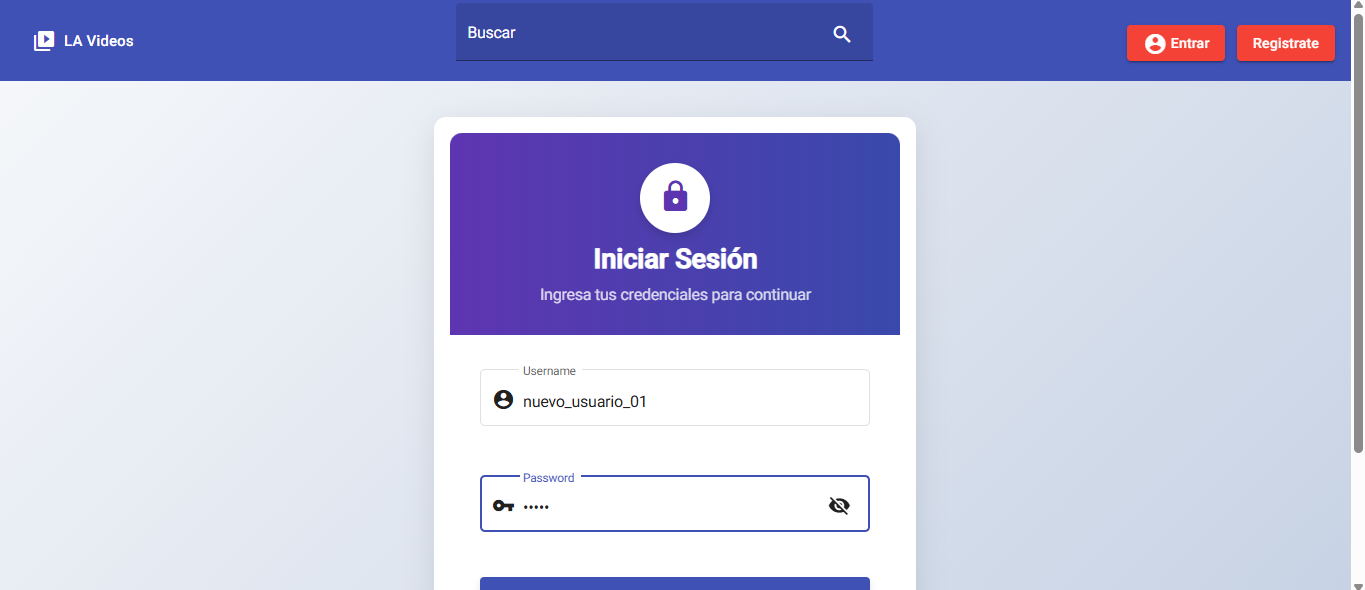 LA Videos
Buscar
Entrar
Registrate
Iniciar Sesión
Ingresa tus credenciales para continuar
Username
nuevo_usuario_01
Password
•••••